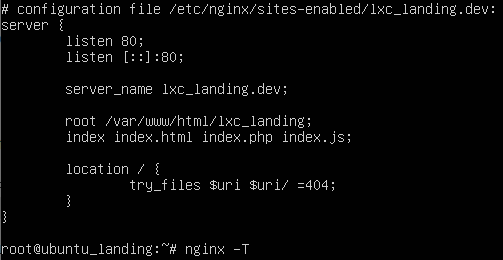 # configuration file /etc/nginx/sites-enabled/lxc_landing.dev:
server {
listen 80;
listen [::]:80;
server_name lxc_landing.dev;
root /var/www/html/lxc_landing;
index index.html index.php index.js;
location / {
try_files $uri $uri/ =404;
}
}
root@ubuntu_landing:~# nginx -T